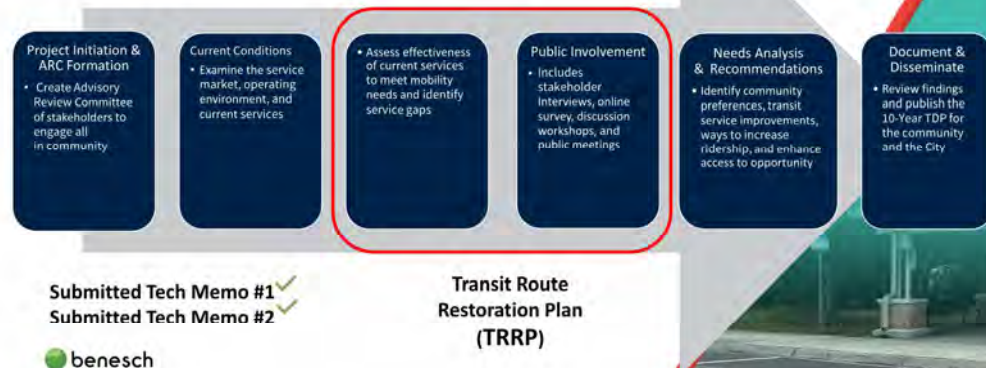 Project Initiation &
ARC Formation
• Create Advisory
Review Committee
of stakeholders to
engage all
in community
Current Conditions
• Examine the service
market, operating
environment, and
current services
• Assess effectiveness
of current services
to meet mobility
needs and identify
service gaps
Public Involvement
• Includes
stakeholder
Interviews, online
survey, discussion
workshops, and
public meetings
Needs Analysis
& Recommendations
• Identify community
preferences, transit
service improvements,
ways to increase
ridership, and enhance
access to opportunity
Document &
Disseminate
• Review findings
and publish the
10-Year TDP for
the community
and the City
Submitted Tech Memo #1
Submitted Tech Memo #2
Transit Route
Restoration Plan
(TRRP)
benesch